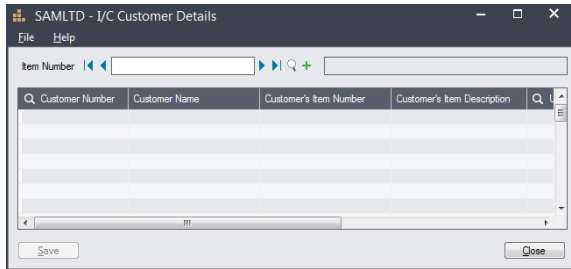 SAMLTD - I/C Customer Details
File Help
Item Number
Customer Number Customer Name Customer's Item Number Customer's Item Description
Save Close